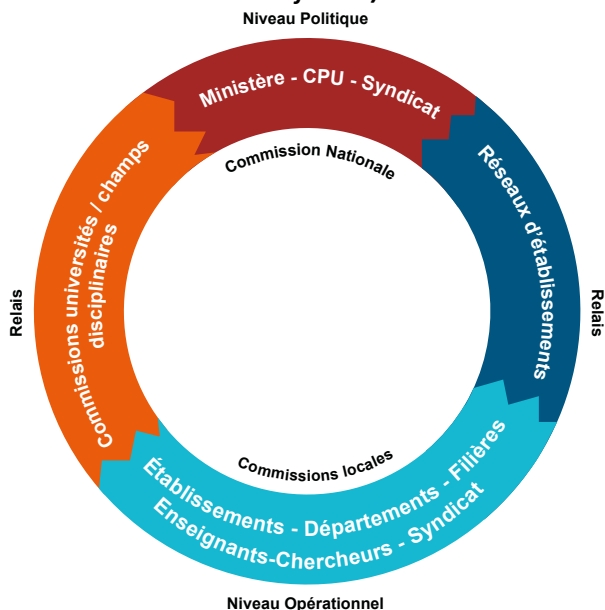 Niveau Politique
Ministère - CPU - Syndicat
Commission Nationale
Réseaux d'établissements
Relais
Commissions universités / champs
disciplinaires
Relais
Commissions locales
Établissements - Départements - Filières
Enseignants-Chercheurs - Syndicat
Niveau Opérationnel